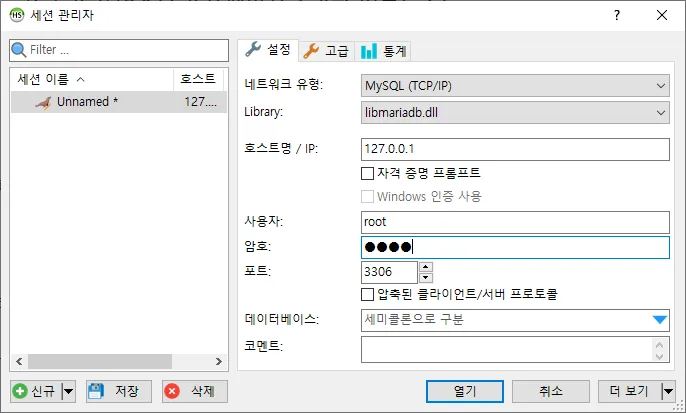 HS 세션 관리자
Filter ...
세션 이름 호스트
Unnamed * 127....
설정 고급 통계
네트워크 유형: MySQL (TCP/IP)
Library: libmariadb.dll
호스트명 / IP: 127.0.0.1
자격 증명 프롬프트
Windows 인증 사용
사용자: root
암호: ●●●●
포트: 3306
압축된 클라이언트/서버 프로토콜
데이터베이스: 세미콜론으로 구분
코멘트:
신규 저장 삭제 열기 취소 더 보기